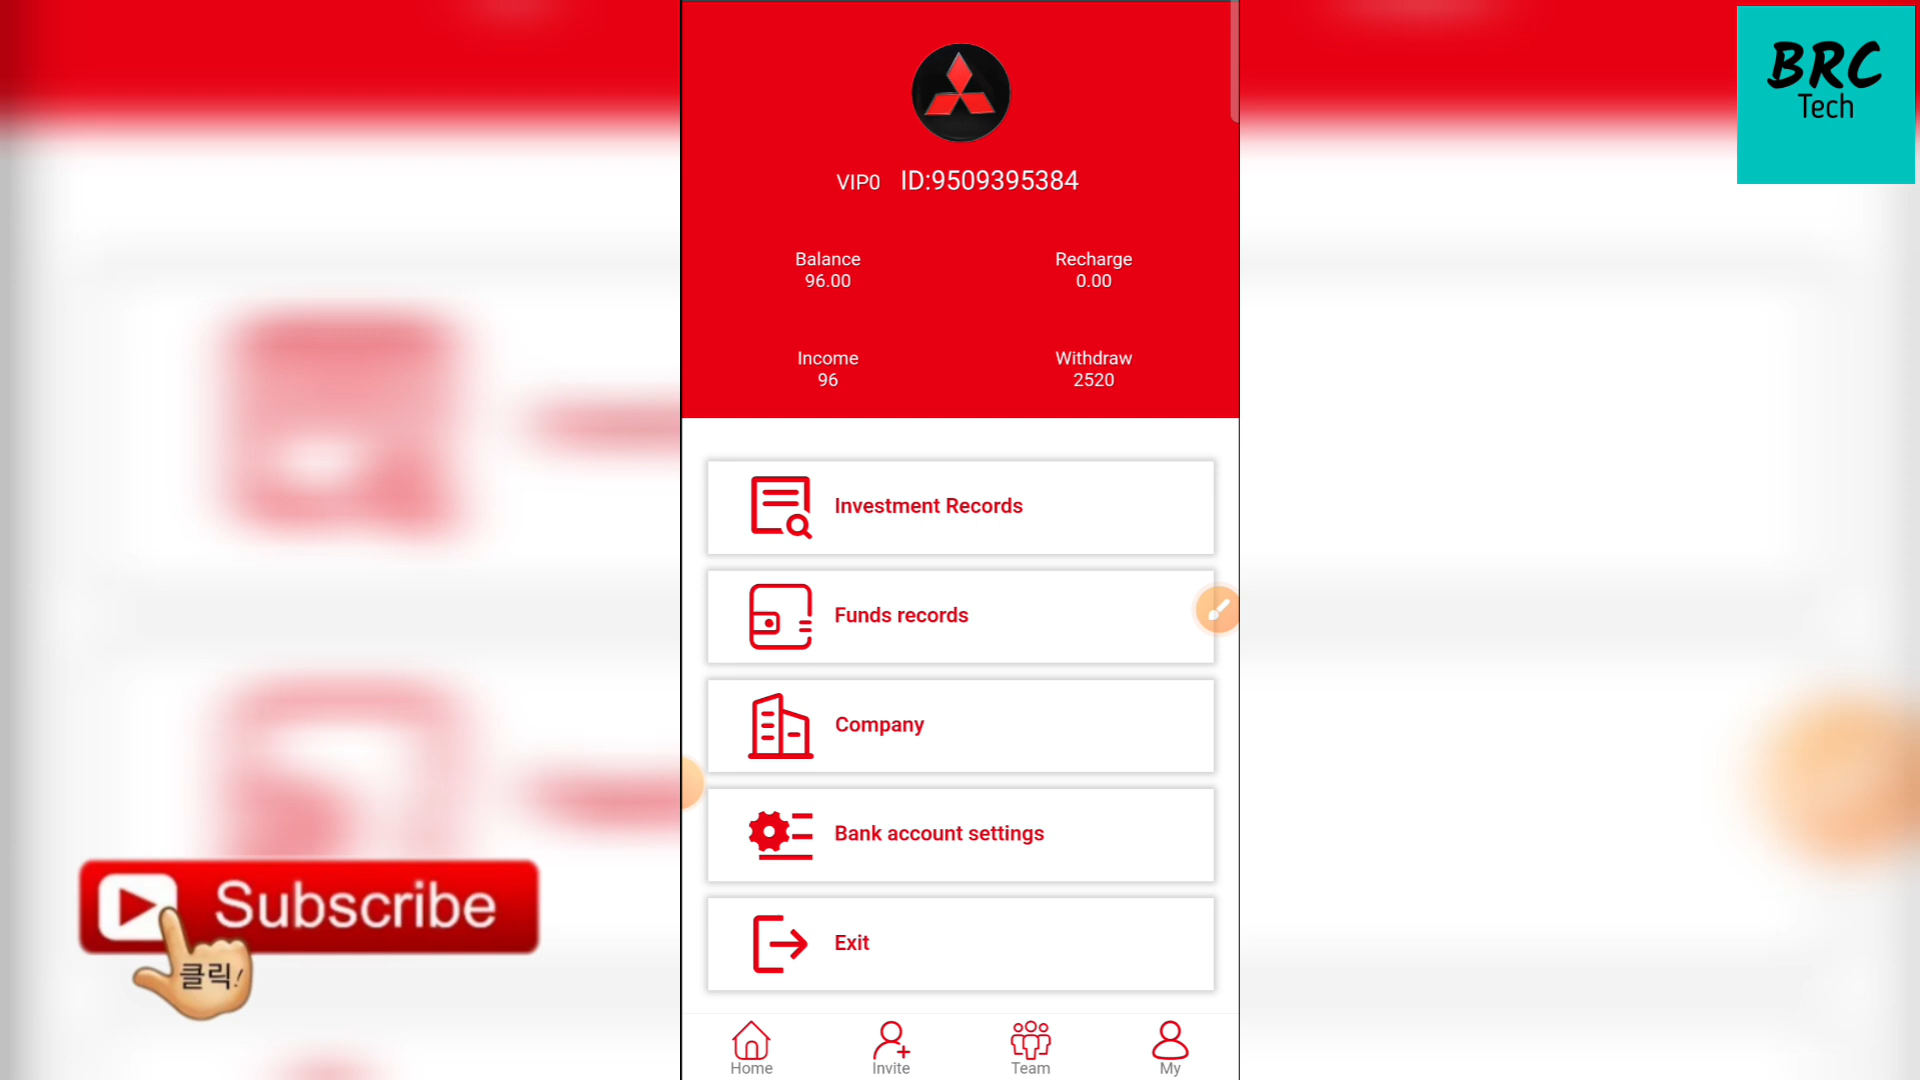 BRC
Tech
VIP0 ID:9509395384
Balance
96.00
Recharge
0.00
Income
96
Withdraw
2520
Investment Records
Funds records
Company
Bank account settings
Exit
Home
Invite
Team
My
Subscribe
클릭!